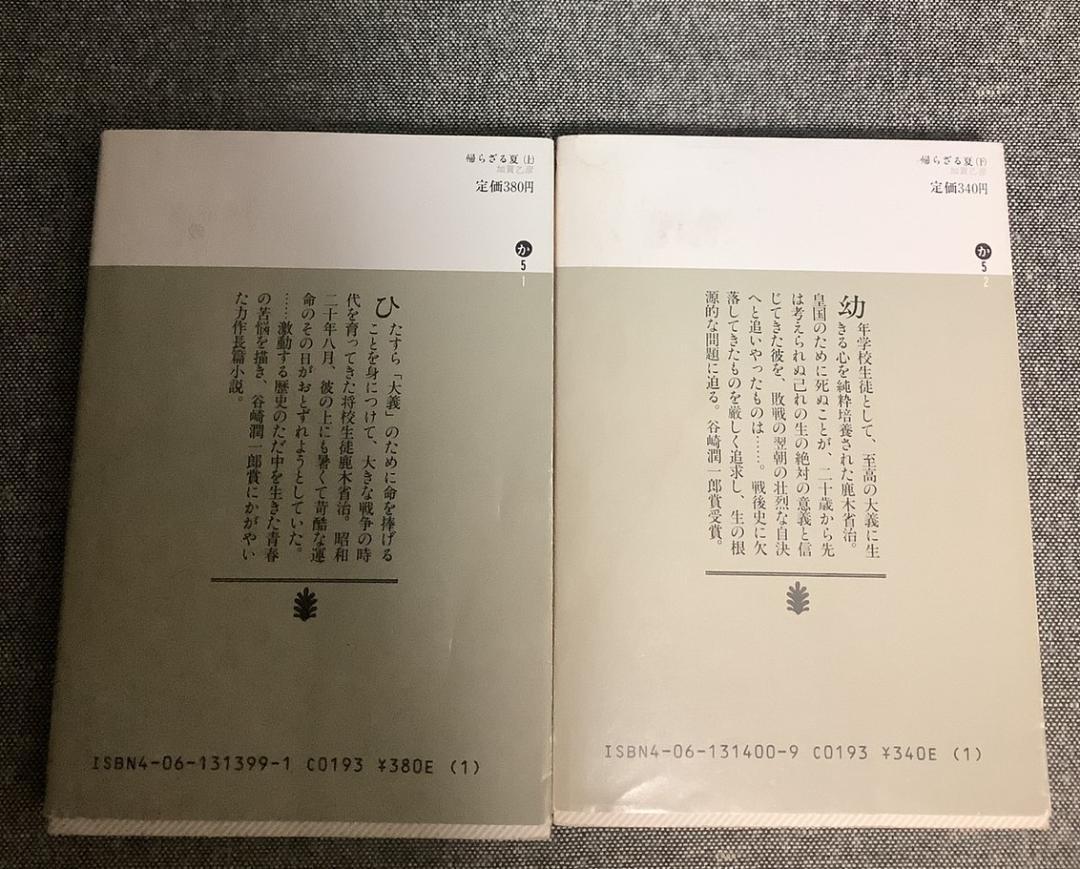 帰らざる夏（上）
加賀乙彦
定価380円
か
5
1
ひたすら「大義」のために命を捧げる
ことを身につけて、大きな戦争の時
代を育ってきた将校生徒鹿木省治。昭和
二十年八月、彼の上にも暑くて苛酷な運
命のその日がおとずれようとしていた。
……激動する歴史のただ中を生きた青春
の苦悩を描き、谷崎潤一郎賞にかがやい
た力作長篇小説。
ISBN4-06-131399-1 C0193 ¥380E (1)
帰らざる夏（下）
加賀乙彦
定価340円
か
5
2
幼年学校生徒として、至高の大義に生
きる心を純粋培養された鹿木省治。
皇国のために死ぬことが、二十歳から先
は考えられぬ己れの生の絶対の意義と信
じてきた彼を、敗戦の翌朝の壮烈な自決
へと追いやったものは……。戦後史に欠
落してきたものを厳しく追求し、生の根
源的な問題に迫る。谷崎潤一郎賞受賞。
ISBN4-06-131400-9 C0193 ¥340E (1)